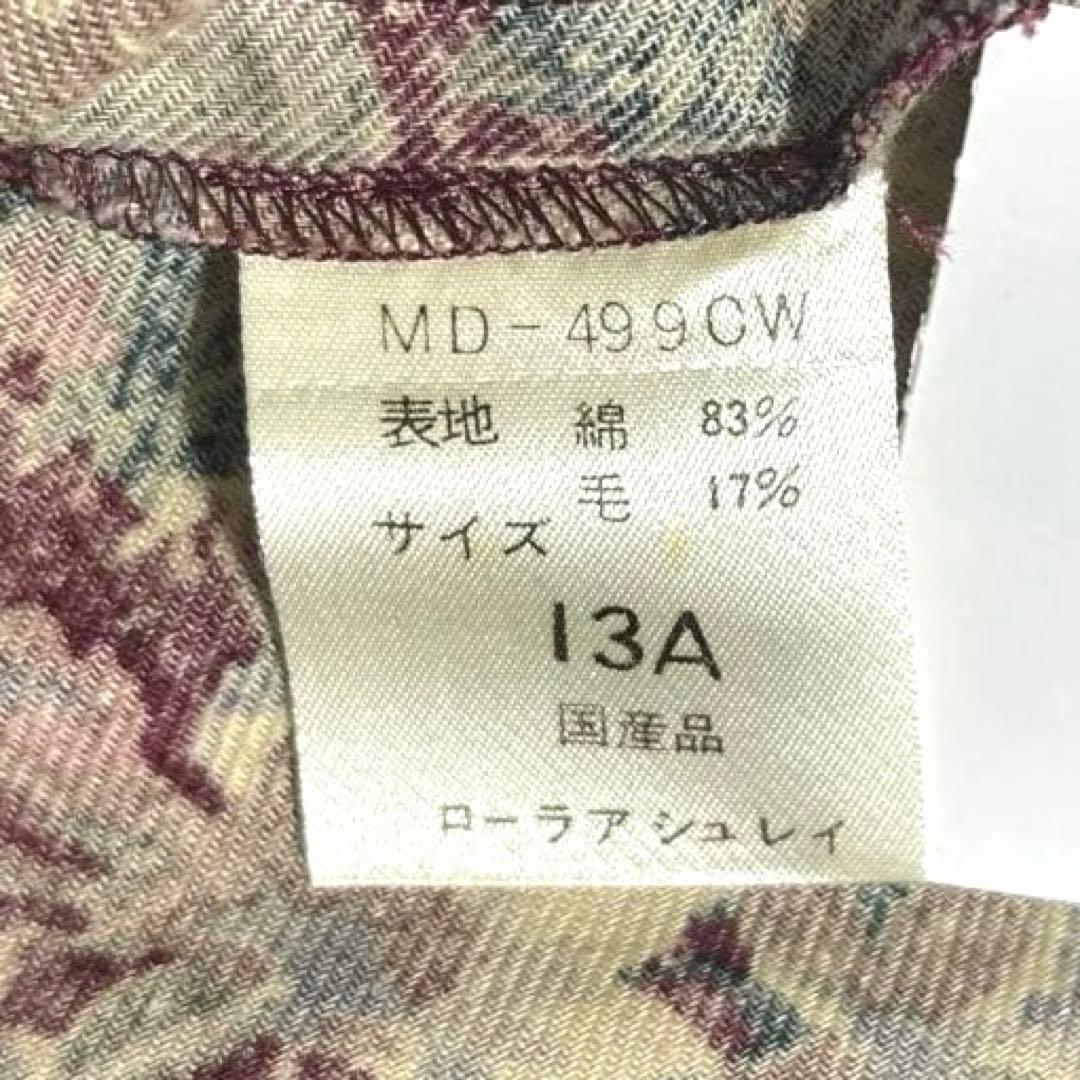 MD-499CW
表地 綿 83%
毛 17%
サイズ
13A
国産品
ローラアシュレイ